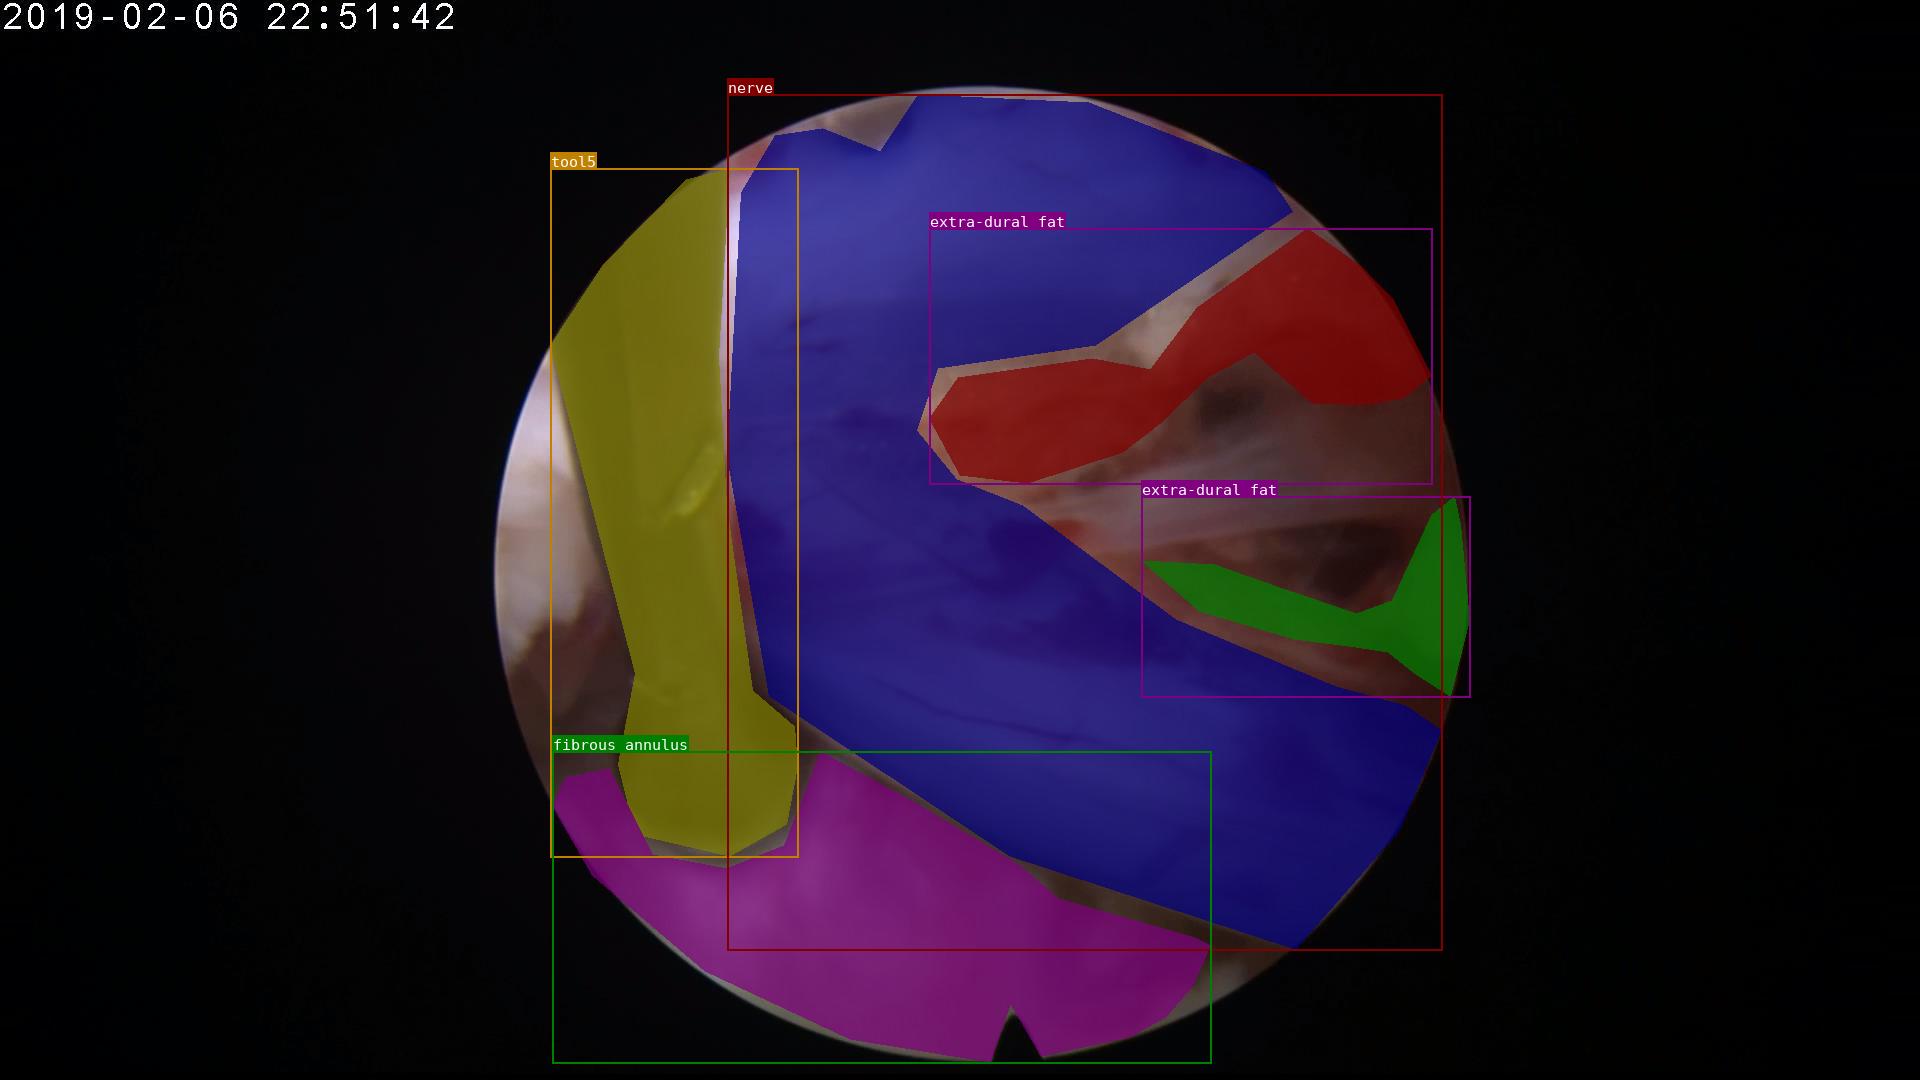 2019-02-06 22:51:42
nerve
tool5
extra-dural fat
extra-dural fat
fibrous annulus